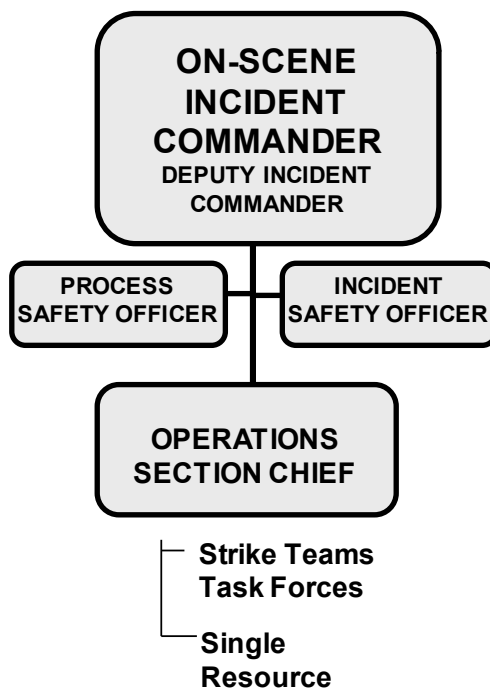 ON-SCENE
INCIDENT
COMMANDER
DEPUTY INCIDENT
COMMANDER
PROCESS
SAFETY OFFICER
INCIDENT
SAFETY OFFICER
OPERATIONS
SECTION CHIEF
Strike Teams
Task Forces
Single
Resource